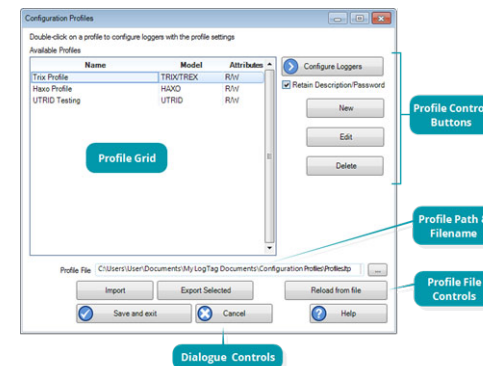 Configuration Profiles
Double-click on a profile to configure loggers with the profile settings
Available Profiles
Name Model Attributes
Trix Profile TRIX/TREX R/W
Haxo Profile HAXO R/W
UTRID Testing UTRID R/W
Configure Loggers
Retain Description/Password
New
Edit
Delete
Profile Contro
Buttons
Profile Grid
Profile Path &
Filename
Profile File C:\Users\User\Documents\My LogTag Documents\Configuration Profiles\Profiles.ltp ...
Import Export Selected Reload from file
Profile File
Controls
Save and exit Cancel Help
Dialogue Controls